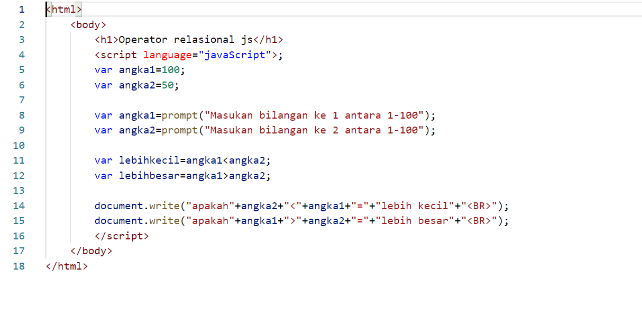 1 <html>
2 <body>
3 <h1>Operator relasional js</h1>
4 <script language="javaScript">;
5 var angka1=100;
6 var angka2=50;
7
8 var angka1=prompt("Masukan bilangan ke 1 antara 1-100");
9 var angka2=prompt("Masukan bilangan ke 2 antara 1-100");
10
11 var lebihkecil=angka1<angka2;
12 var lebihbesar=angka1>angka2;
13
14 document.write("apakah"+angka2+"<"+angka1+"="+"lebih kecil"+"<BR>");
15 document.write("apakah"+angka1+">"+angka2+"="+"lebih besar"+"<BR>");
16 </script>
17 </body>
18 </html>